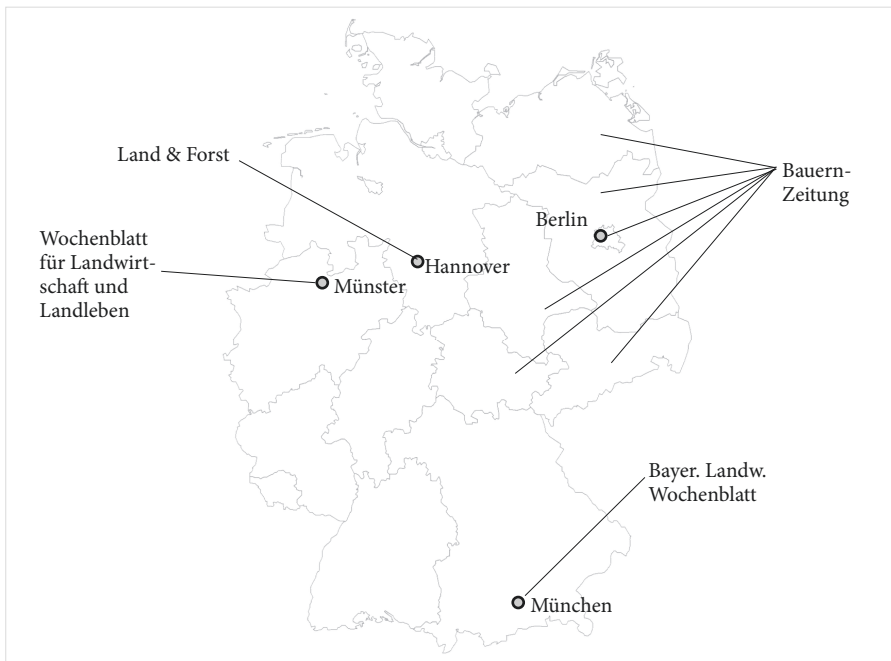 Land & Forst
Bauern-
Zeitung
Berlin
Wochenblatt
für Landwirt-
schaft und
Landleben
Hannover
Münster
Bayer. Landw.
Wochenblatt
München